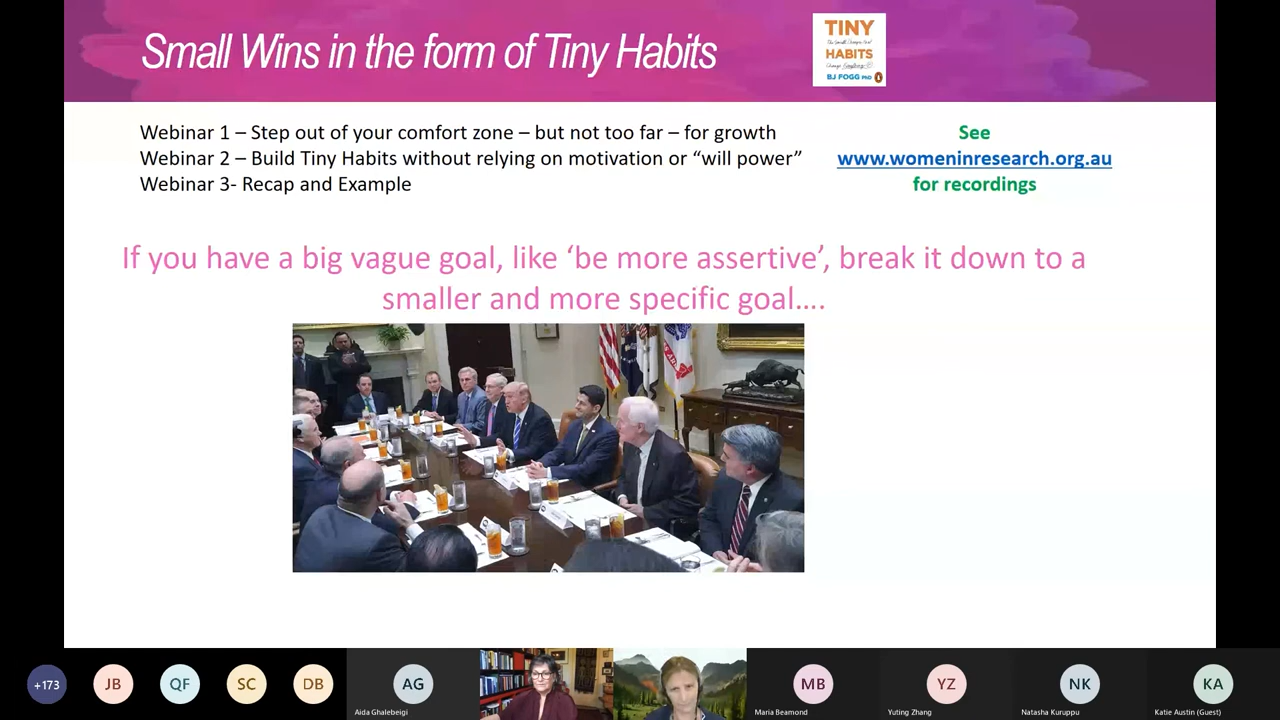 Small Wins in the form of Tiny Habits
TINY
HABITS
BJ FOGG PhD
Webinar 1 – Step out of your comfort zone – but not too far – for growth
Webinar 2 – Build Tiny Habits without relying on motivation or “will power”
Webinar 3- Recap and Example
See
www.womeninresearch.org.au
for recordings
If you have a big vague goal, like ‘be more assertive’, break it down to a
smaller and more specific goal….
+173
JB
QF
SC
DB
AG
Aida Ghalebeigi
MB
Maria Beamond
YZ
Yuting Zhang
NK
Natasha Kuruppu
KA
Katie Austin (Guest)